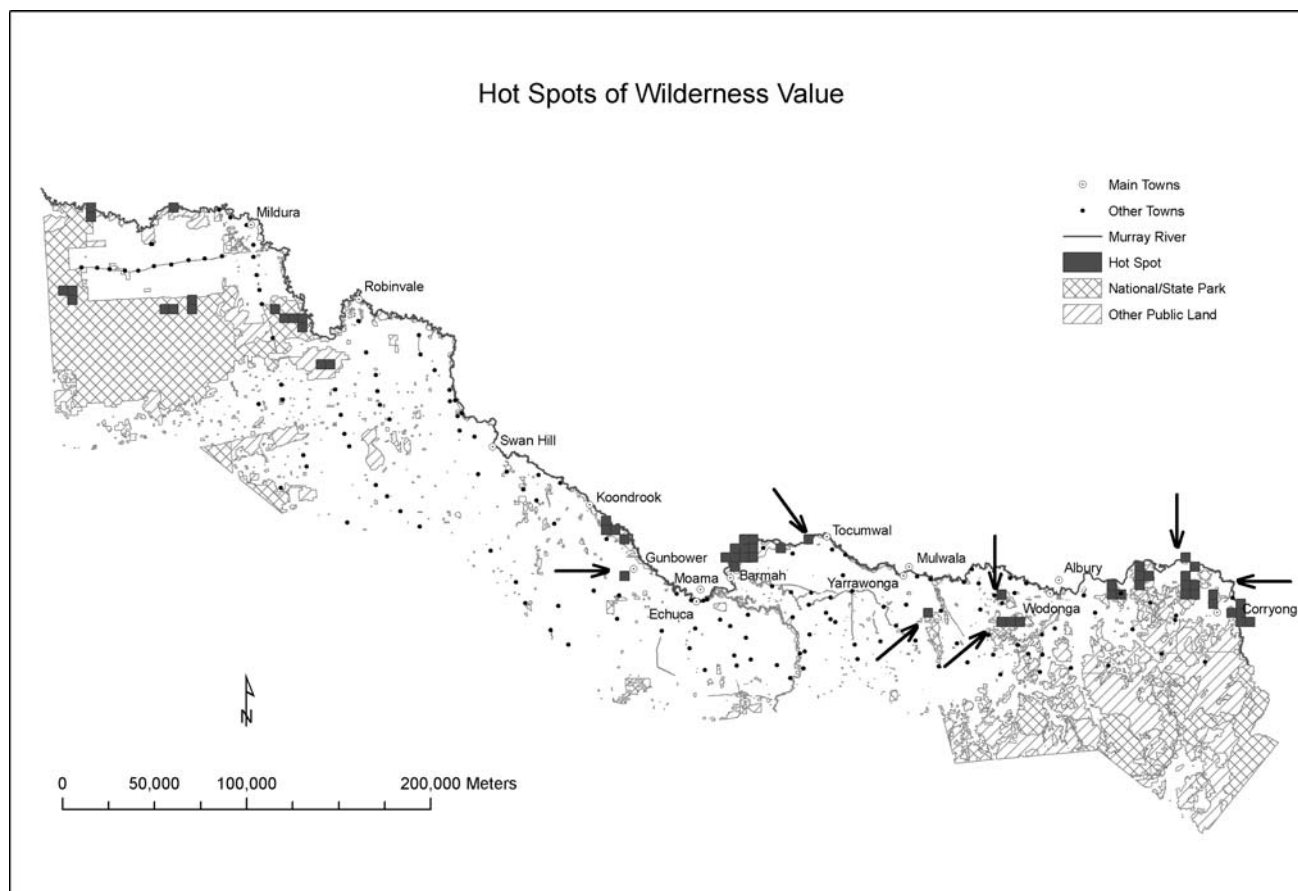 Hot Spots of Wilderness Value
Main Towns
Other Towns
Murray River
Hot Spot
National/State Park
Other Public Land
Mildura
Robinvale
Swan Hill
Koondrook
Gunbower
Moama
Echuca
Barmah
Tocumwal
Mulwala
Yarrawonga
Albury
Wodonga
Corryong
N
0 50,000 100,000 200,000 Meters